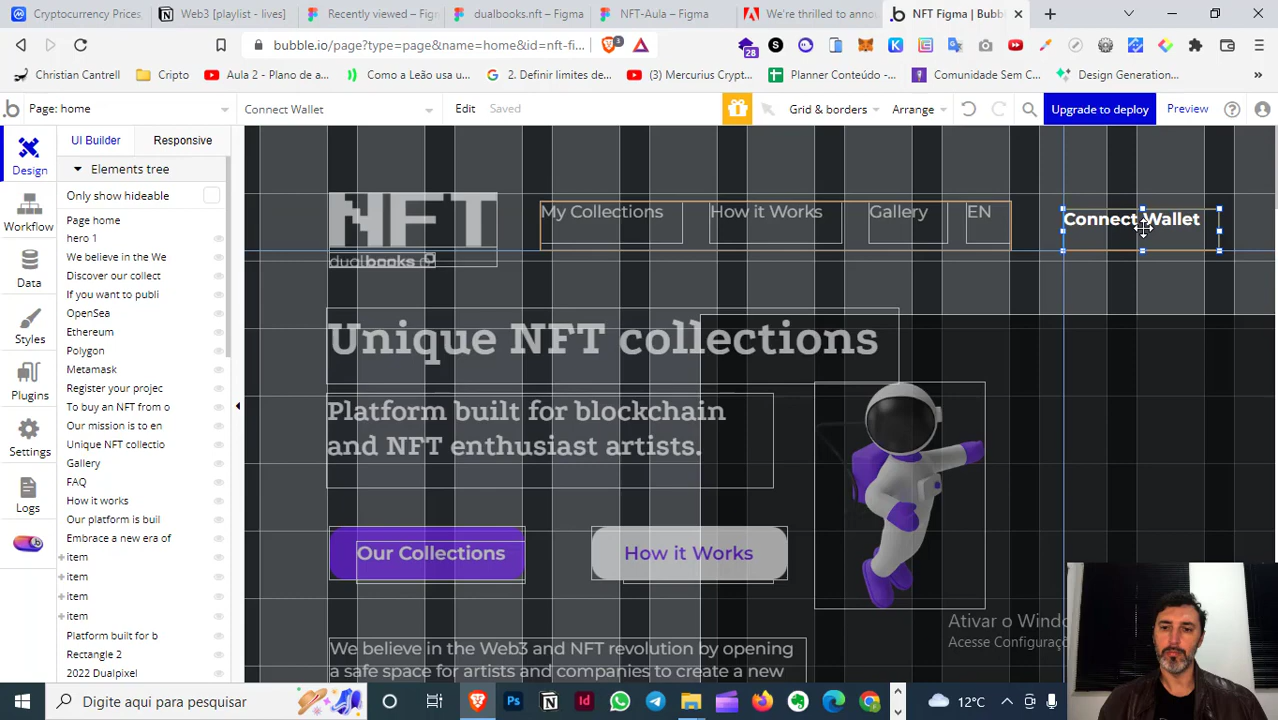 Cryptocurrency Prices,
Web3 [playlist - lives]
Recently viewed – Figm
dualbooks.nft – Figma
NFT-Aula – Figma
We're thrilled to annou
NFT Figma | Bubbl
bubble.io/page?type=page&name=home&id=nft-fi...
3
28
Christian Cantrell
Cripto
Aula 2 - Plano de a...
Como a Leão usa u...
2. Definir limites de...
(3) Mercurius Crypt...
Planner Conteúdo -...
Comunidade Sem C...
Design Generation...
Page: home
Connect Wallet
Edit
Saved
Grid & borders
Arrange
Upgrade to deploy
Preview
Design
Workflow
Data
Styles
Plugins
Settings
Logs
UI Builder
Responsive
Elements tree
Only show hideable
Page home
hero 1
We believe in the We
Discover our collect
If you want to publi
OpenSea
Ethereum
Polygon
Metamask
Register your projec
To buy an NFT from o
Our mission is to en
Unique NFT collectio
Gallery
FAQ
How it works
Our platform is buil
Embrace a new era of
item
item
item
item
Platform built for b
Rectangle 2
2022 Dualpixel
NFT
dualbooks
My Collections
How it Works
Gallery
EN
Connect Wallet
Unique NFT collections
Platform built for blockchain
and NFT enthusiast artists.
Our Collections
How it Works
We believe in the Web3 and NFT revolution by opening
a safe space for artists and companies to create a new
Ativar o Windo
Acesse Configuraçõ
Digite aqui para pesquisar
12°C